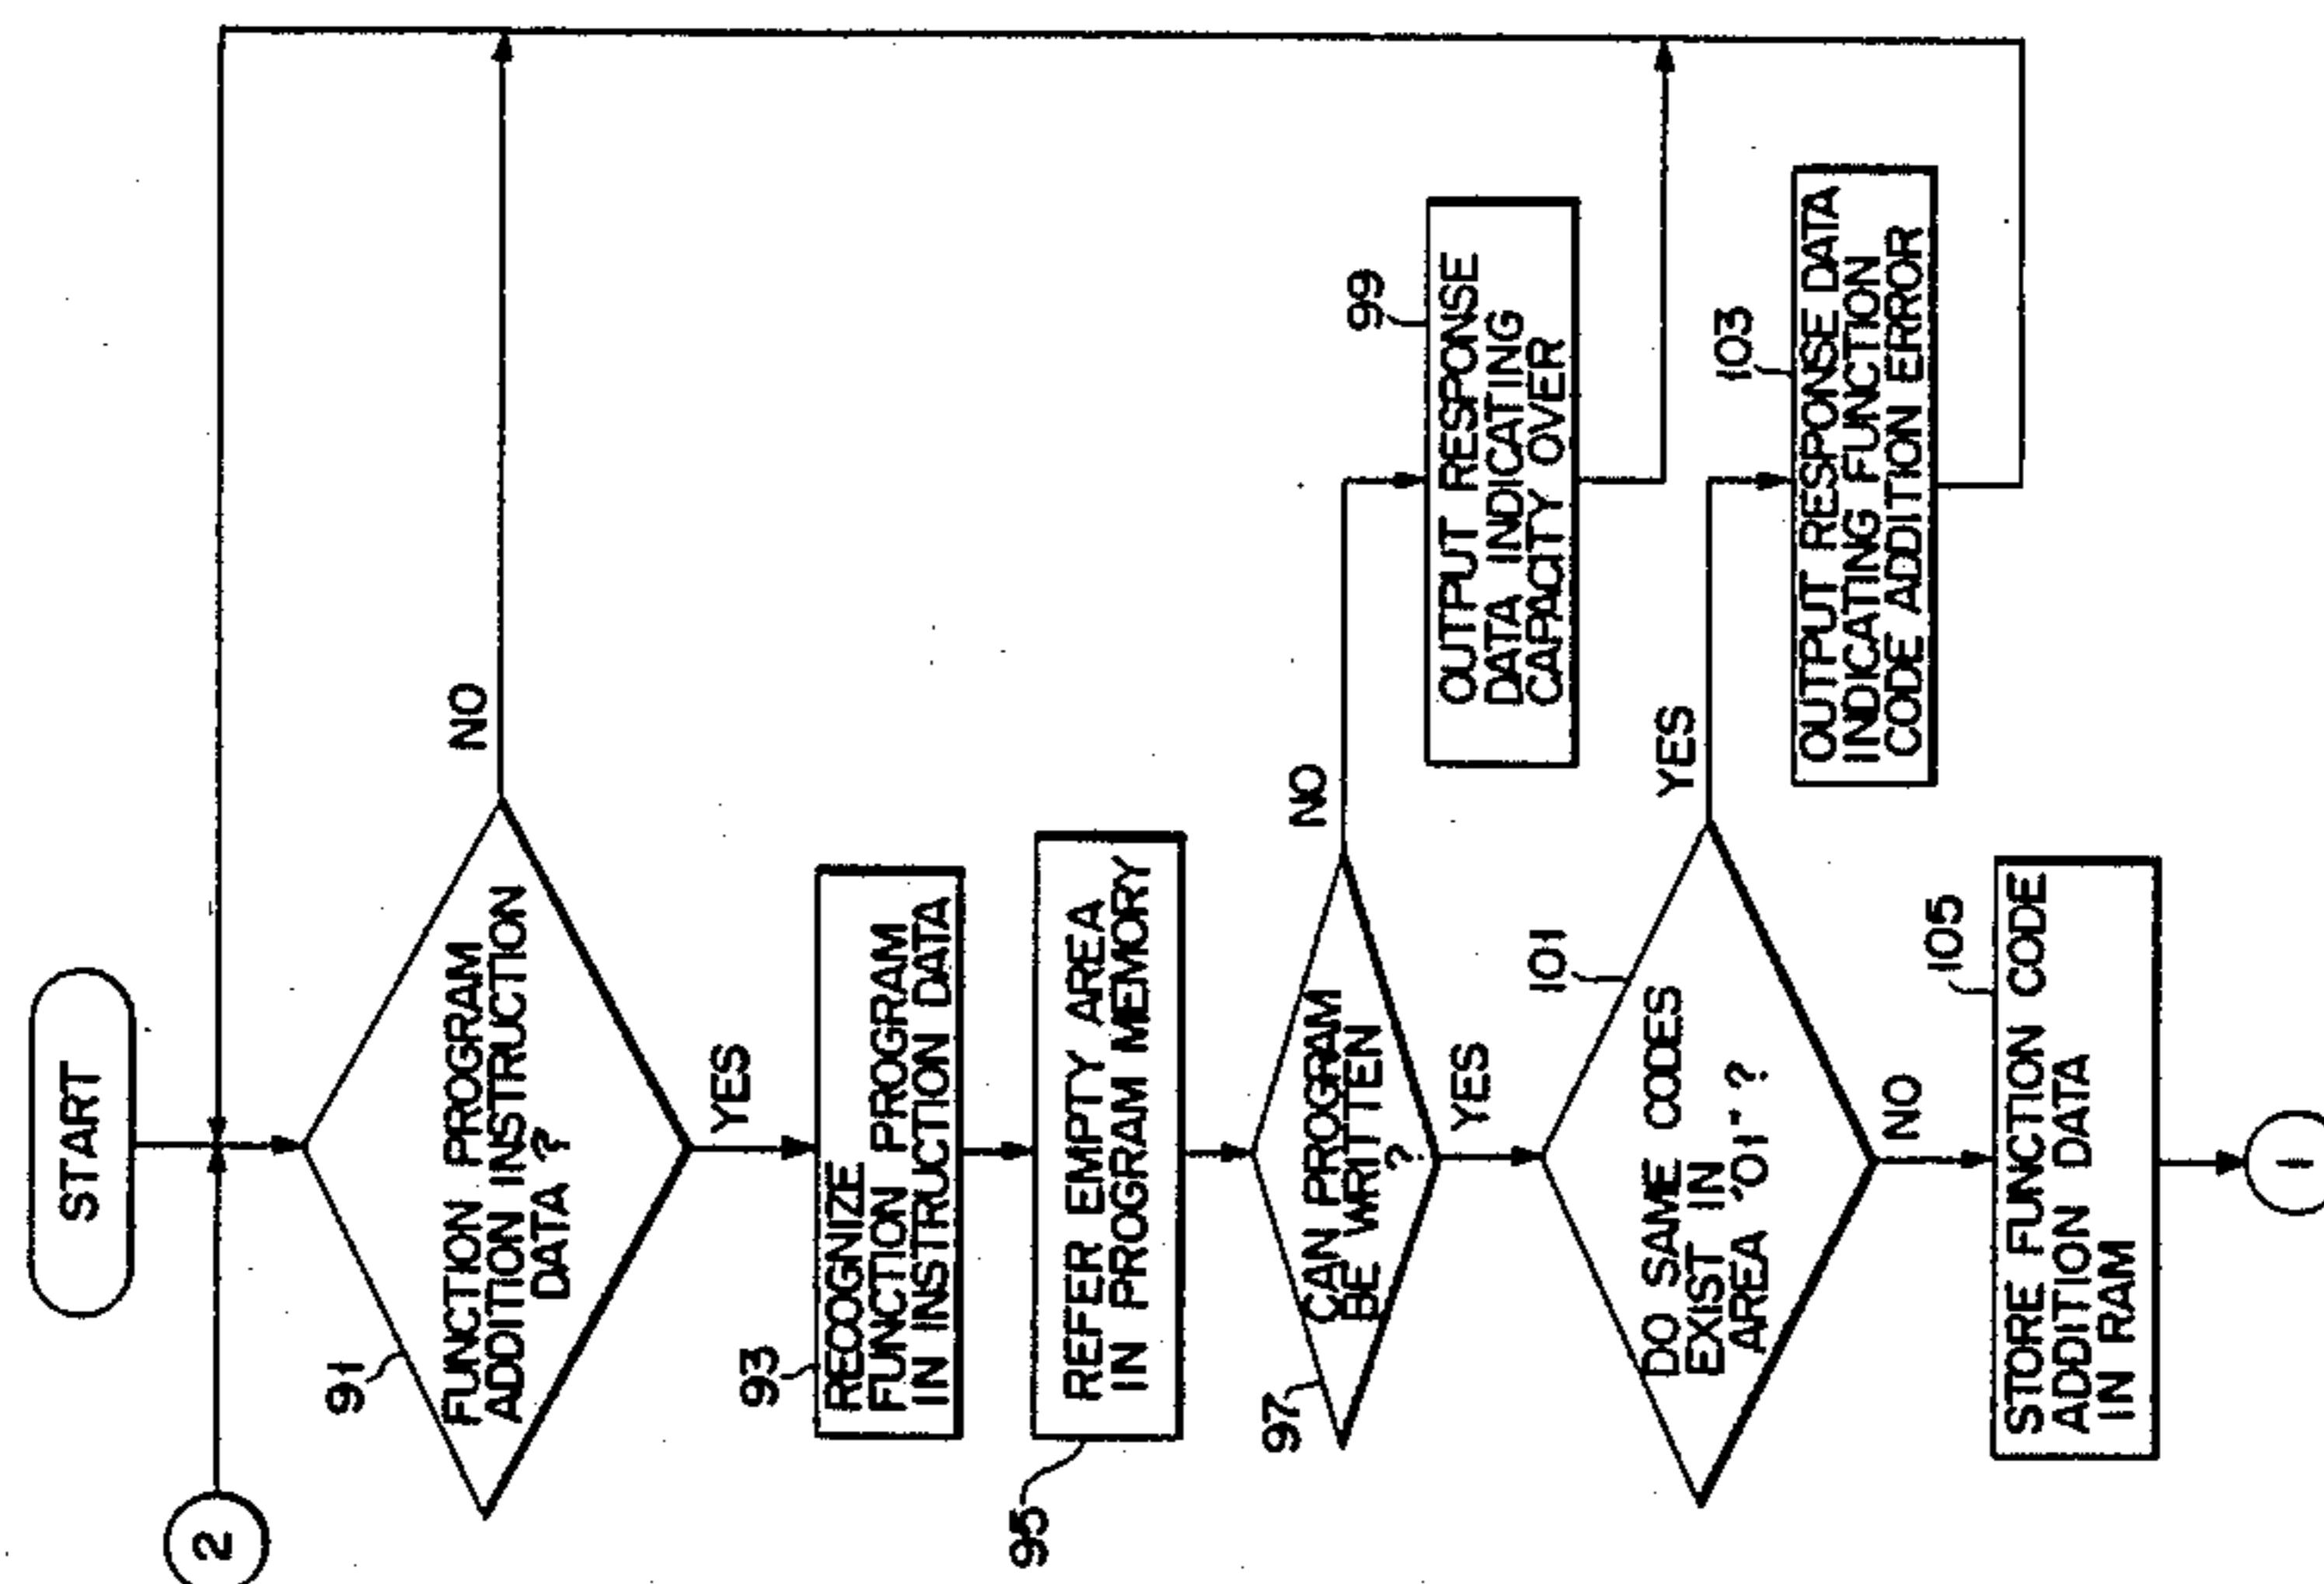 START
2
91
FUNCTION PROGRAM
ADDITION INSTRUCTION
DATA ?
NO
YES
93
RECOGNIZE
FUNCTION PROGRAM
IN INSTRUCTION DATA
95
REFER EMPTY AREA
IN PROGRAM MEMORY
97
CAN PROGRAM
BE WRITTEN
?
NO
99
OUTPUT RESPONSE
DATA INDICATING
CAPACITY OVER
YES
101
DO SAME CODES
EXIST IN
AREA "01" ?
YES
103
OUTPUT RESPONSE DATA
INDICATING FUNCTION
CODE ADDITION ERROR
NO
105
STORE FUNCTION CODE
ADDITION DATA
IN RAM
1